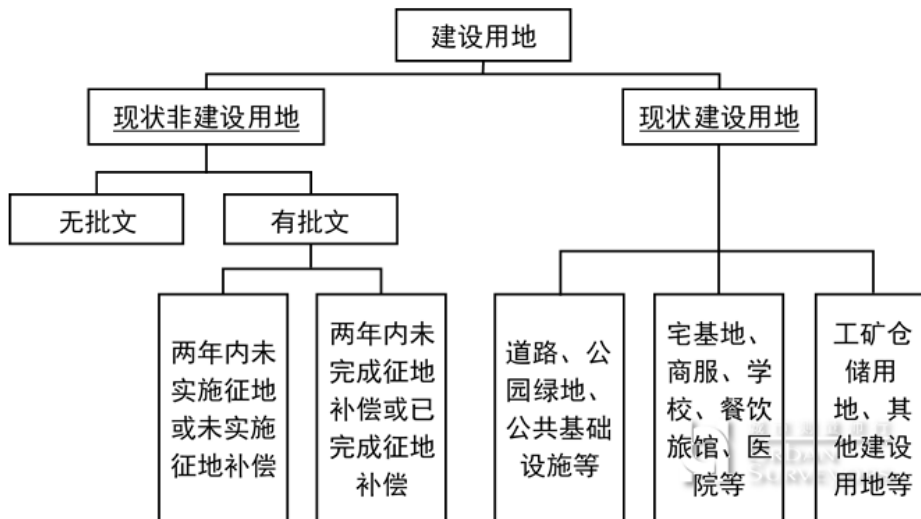 建设用地
现状非建设用地
现状建设用地
无批文
有批文
两年内未
实施征地
或未实施
征地补偿
两年内未
完成征地
补偿或已
完成征地
补偿
道路、公
园绿地、
公共基础
设施等
宅基地、
商服、学
校、餐饮
旅馆、医
院等
工矿仓
储用
地、其
他建设
用地等